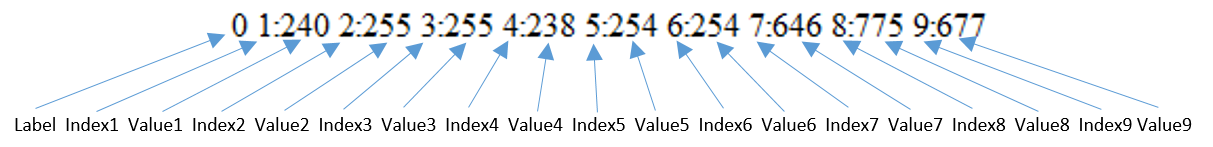 0 1:240 2:255 3:255 4:238 5:254 6:254 7:646 8:775 9:677
Label Index1 Value1 Index2 Value2 Index3 Value3 Index4 Value4 Index5 Value5 Index6 Value6 Index7 Value7 Index8 Value8 Index9 Value9